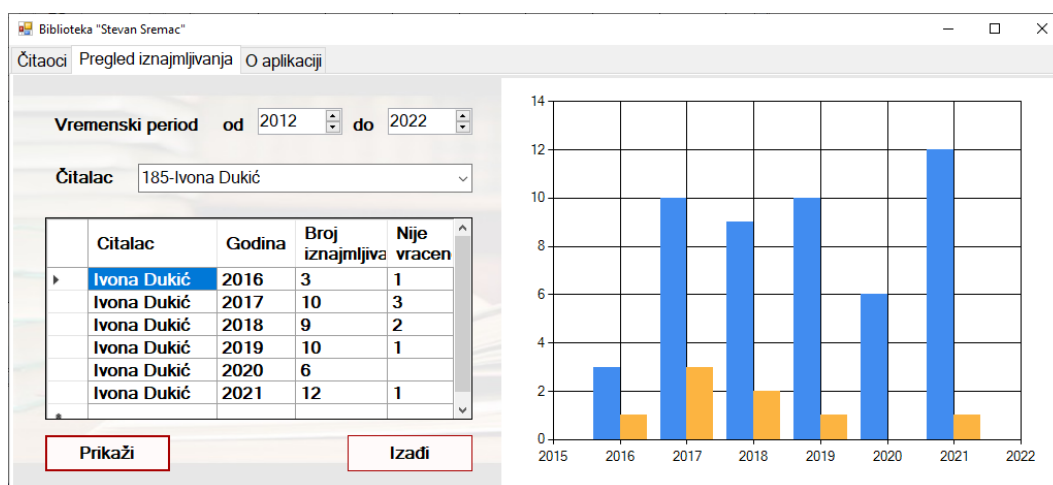 Biblioteka "Stevan Sremac"
Čitaoci Pregled iznajmljivanja O aplikaciji
Vremenski period od 2012 do 2022
Čitalac 185-Ivona Dukić
Citalac Godina Broj iznajmljiva Nije vracen
Ivona Dukić 2016 3 1
Ivona Dukić 2017 10 3
Ivona Dukić 2018 9 2
Ivona Dukić 2019 10 1
Ivona Dukić 2020 6
Ivona Dukić 2021 12 1
Prikaži Izađi
14
12
10
8
6
4
2
0
2015 2016 2017 2018 2019 2020 2021 2022